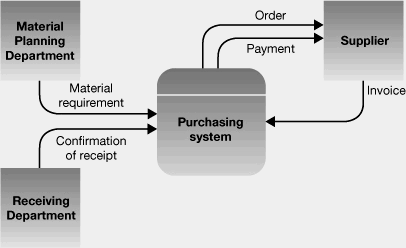 Material
Planning
Department
Order
Payment
Supplier
Material
requirement
Purchasing
system
Invoice
Confirmation
of receipt
Receiving
Department